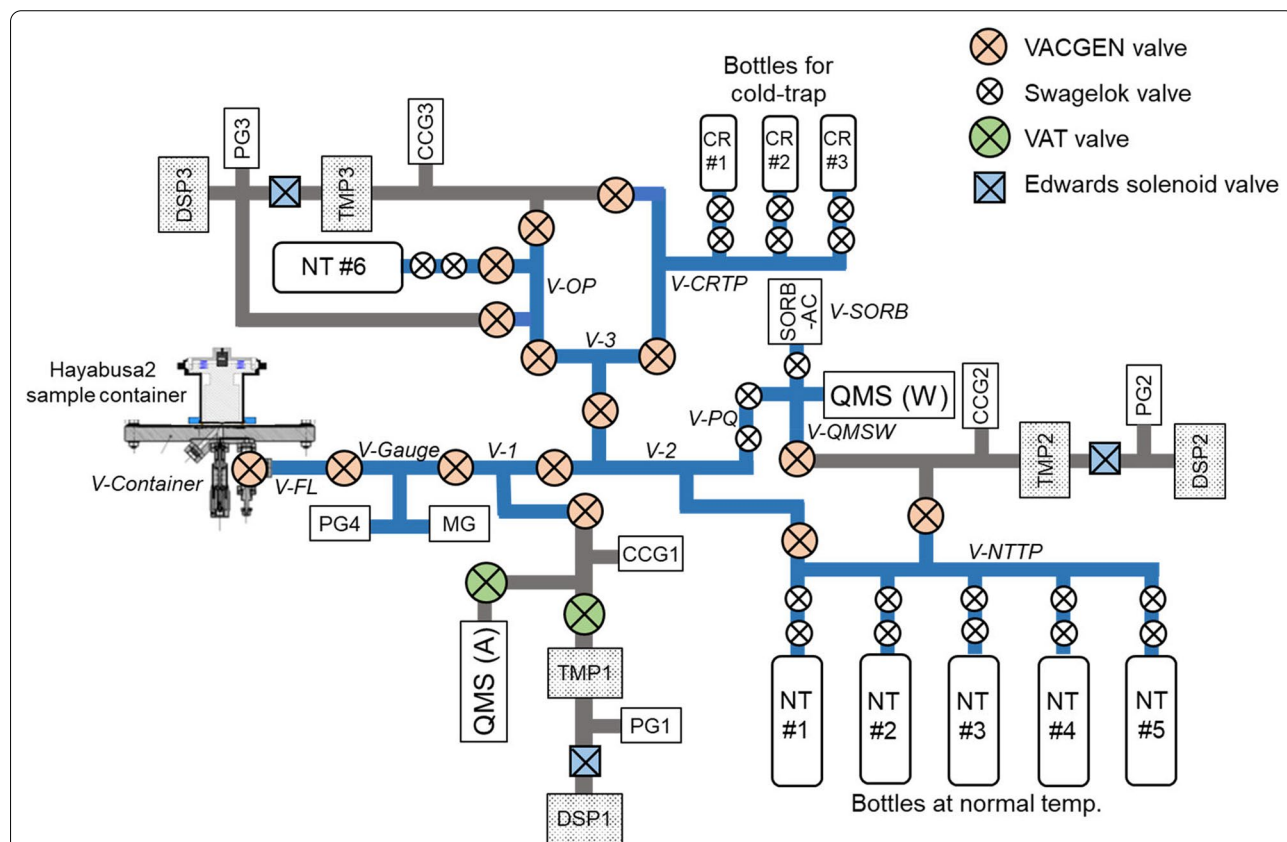 VACGEN valve
Swagelok valve
VAT valve
Edwards solenoid valve
Bottles for
cold-trap
CR
#1
CR
#2
CR
#3
PG3
CCG3
DSP3
TMP3
NT #6
V-OP
V-CRTP
V-3
SORB
-AC
V-SORB
Hayabusa2
sample container
QMS (W)
CCG2
PG2
V-PQ
V-QMSW
TMP2
DSP2
V-Container
V-FL
V-Gauge
V-1
V-2
PG4
MG
CCG1
V-NTTP
QMS (A)
TMP1
PG1
DSP1
NT
#1
NT
#2
NT
#3
NT
#4
NT
#5
Bottles at normal temp.